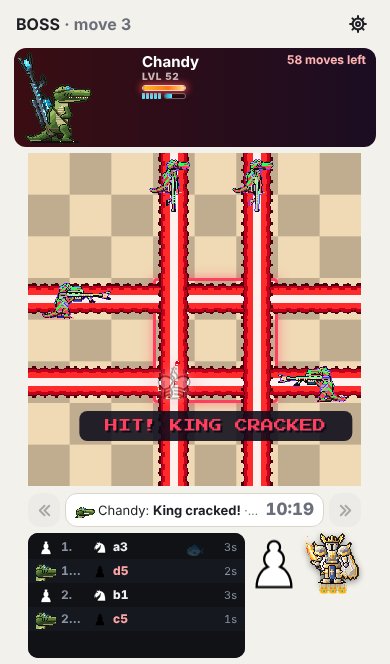 BOSS · move 3
Chandy
58 moves left
LVL 52
HIT! KING CRACKED
Chandy: King cracked! ·...
10:19
1. a3 3s
1... d5 2s
2. b1 3s
2... c5 1s